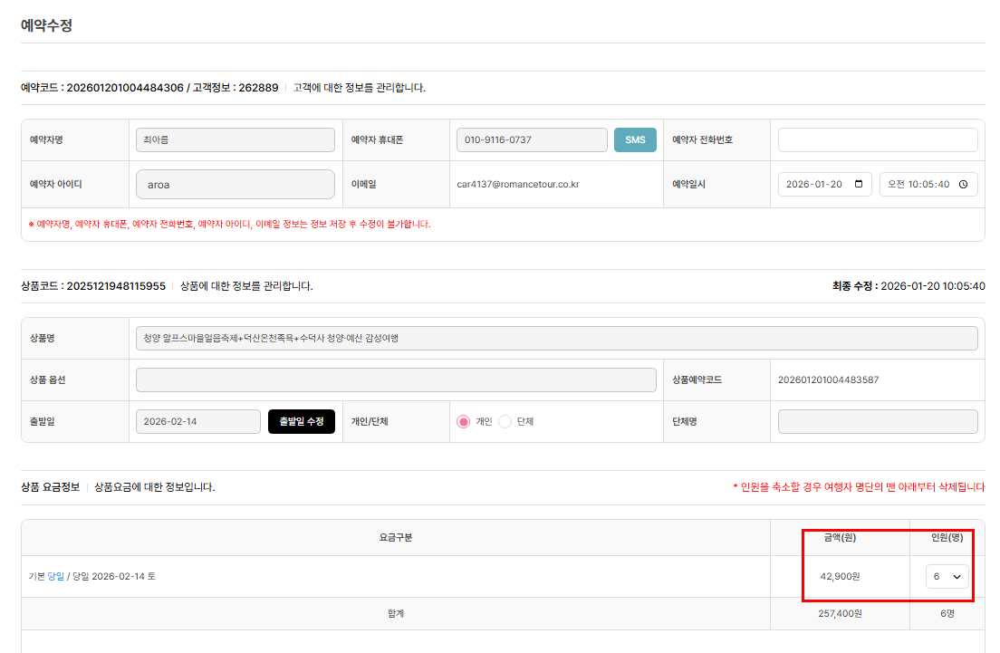 예약수정
예약코드 : 202601201004484306 / 고객정보 : 262889 고객에 대한 정보를 관리합니다.
예약자명 최아름 예약자 휴대폰 010-9116-0737 SMS 예약자 전화번호
예약자 아이디 aroa 이메일 car4137@romancetour.co.kr 예약일시 2026-01-20 오전 10:05:40
※ 예약자명, 예약자 휴대폰, 예약자 전화번호, 예약자 아이디, 이메일 정보는 정보 저장 후 수정이 불가합니다.
상품코드 : 2025121948115955 상품에 대한 정보를 관리합니다. 최종 수정 : 2026-01-20 10:05:40
상품명 청양 알프스마을얼음축제+덕산온천족욕+수덕사 청양·예산 감성여행
상품 옵션 상품예약코드 202601201004483587
출발일 2026-02-14 출발일 수정 개인/단체 개인 단체 단체명
상품 요금정보 상품요금에 대한 정보입니다. * 인원을 축소할 경우 여행자 명단의 맨 아래부터 삭제됩니다
요금구분 금액(원) 인원(명)
기본 당일 / 당일 2026-02-14 토 42,900원 6
합계 257,400원 6명